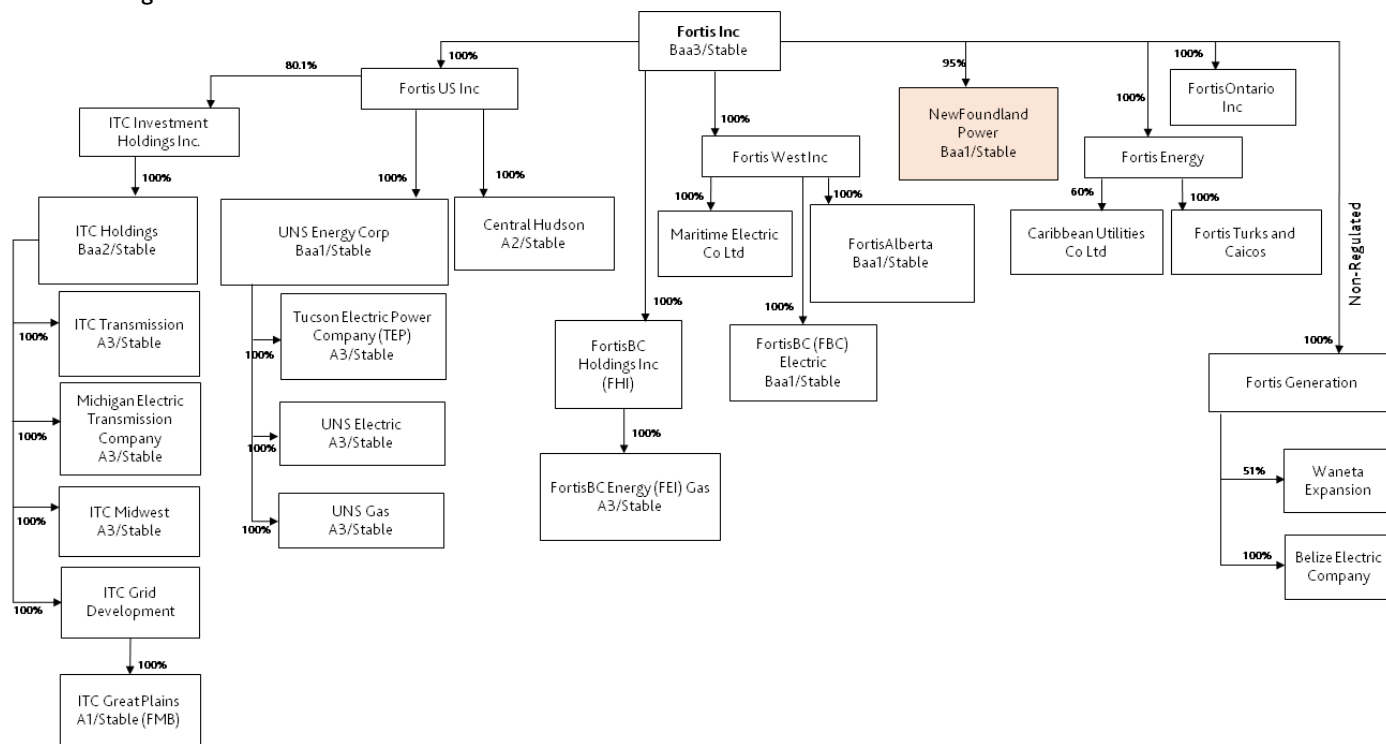 Fortis Inc
Baa3/Stable
100%
80.1%
Fortis US Inc
95%
100%
100%
FortisOntario
Inc
NewFoundland
Power
Baa1/Stable
100%
ITC Investment
Holdings Inc.
100%
Fortis West Inc
Fortis Energy
100%
100%
100%
100%
100%
60%
100%
ITC Holdings
Baa2/Stable
UNS Energy Corp
Baa1/Stable
Central Hudson
A2/Stable
Maritime Electric
Co Ltd
FortisAlberta
Baa1/Stable
Caribbean Utilities
Co Ltd
Fortis Turks and
Caicos
Non-Regulated
100%
ITC Transmission
A3/Stable
100%
Tucson Electric Power
Company (TEP)
A3/Stable
100%
100%
FortisBC
Holdings Inc
(FHI)
100%
FortisBC (FBC)
Electric
Baa1/Stable
100%
Fortis Generation
Michigan Electric
Transmission
Company
A3/Stable
100%
UNS Electric
A3/Stable
100%
100%
51%
Waneta
Expansion
FortisBC Energy (FEI) Gas
A3/Stable
ITC Midwest
A3/Stable
100%
UNS Gas
A3/Stable
100%
100%
Belize Electric
Company
ITC Grid
Development
100%
100%
ITC Great Plains
A1/Stable (FMB)